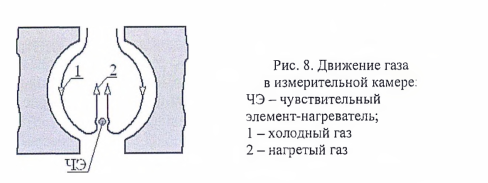 1
2
ЧЭ
Рис. 8. Движение газа
в измерительной камере:
ЧЭ – чувствительный
элемент-нагреватель;
1 – холодный газ
2 – нагретый газ